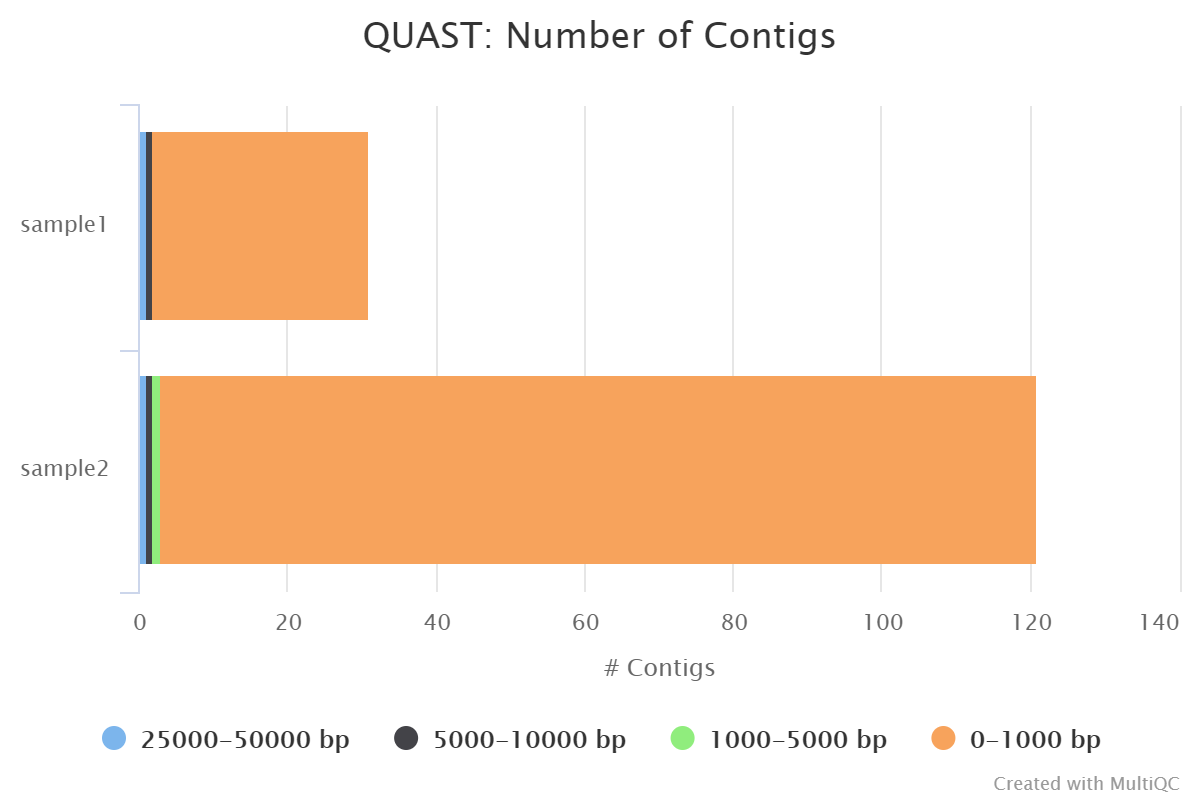 QUAST: Number of Contigs
sample1
sample2
0 20 40 60 80 100 120 140
# Contigs
25000–50000 bp 5000–10000 bp 1000–5000 bp 0–1000 bp
Created with MultiQC